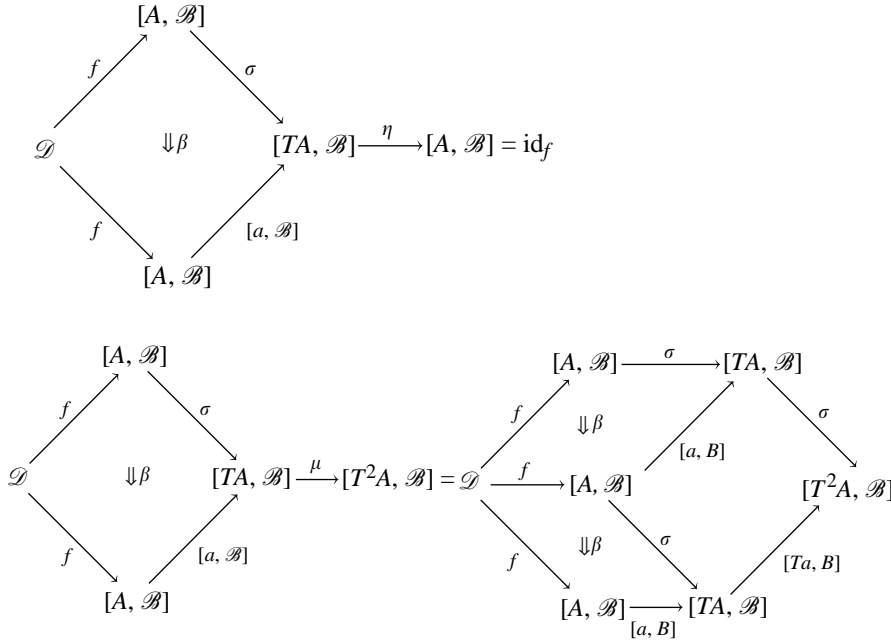 [A, ℬ]
f
σ
𝒟
⇓β
[TA, ℬ]
η
[A, ℬ] = id_f
f
[a, ℬ]
[A, ℬ]
[A, ℬ]
f
σ
𝒟
⇓β
[TA, ℬ]
μ
[T²A, ℬ] =
f
[a, ℬ]
[A, ℬ]
[A, ℬ]
σ
[TA, ℬ]
f
⇓β
σ
[a, B]
𝒟
f
[A, ℬ]
[T²A, ℬ]
⇓β
σ
f
[Ta, B]
[A, ℬ]
[a, B]
[TA, ℬ]